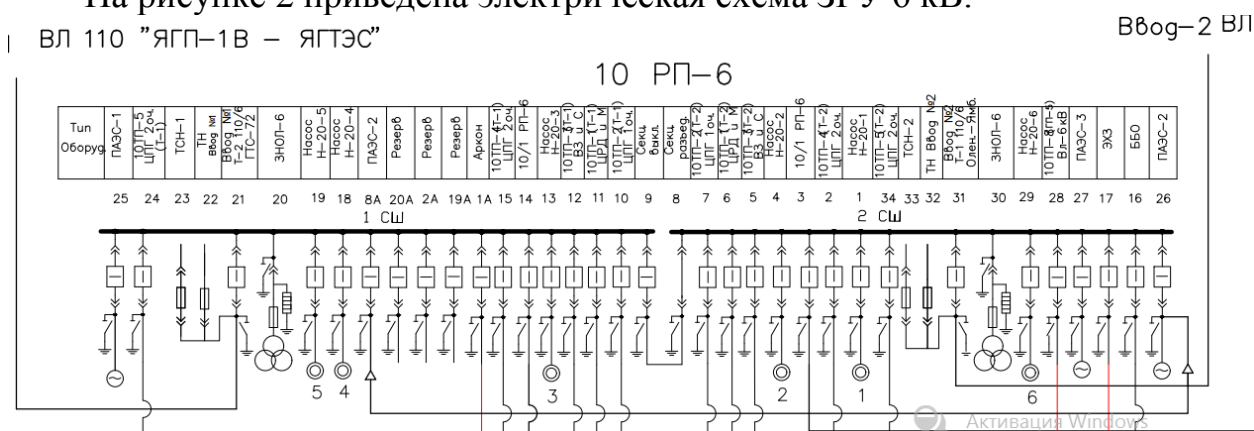 На рисунке 2 приведена электрическая схема ЗРУ 6 кВ.
ВЛ 110 "ЯГП-1В - ЯГТЭС"
Ввод-2 ВЛ
10 РП-6
Тип
Оборуд.
ПАЭС-1
10ТП-5
ЦПГ 2оч.
(Т-1)
ТСН-1
ТН
Ввод №1
Ввод №1
Т-2 110/6
ГПС-72
ЗНОЛ-6
Насос
Н-20-5
Насос
Н-20-4
ПАЭС-2
Резерв
Резерв
Резерв
Аркон
10ТП-4(Т-1)
ЦПГ 2оч.
10/1 РП-6
Насос
Н-20-3
10ТП-3(Т-1)
ВЗ и С
10ТП-1(Т-1)
ЦРД и М
10ТП-2(Т-1)
ЦПГ 1оч.
Секц.
выкл.
Секц.
разъед.
10ТП-2(Т-2)
ЦПГ 1оч.
10ТП-1(Т-2)
ЦРД и М
10ТП-3(Т-2)
ВЗ и С
Насос
Н-20-2
10/1 РП-6
10ТП-4(Т-2)
ЦПГ 2оч.
Насос
Н-20-1
10ТП-5(Т-2)
ЦПГ 2оч.
ТСН-2
ТН Ввод №2
Ввод №2
Т-1 110/6
Олен.-Ямб.
ЗНОЛ-6
Насос
Н-20-6
10ТП-8(тп-5)
Вл-6кВ
ПАЭС-3
ЭХЗ
ББО
ПАЭС-2
25 24 23 22 21 20 19 18 8А 20А 2А 19А 1А 15 14 13 12 11 10 9 8 7 6 5 4 3 2 1 34 33 32 31 30 29 28 27 17 16 26
1 СШ 2 СШ
5 4 3 2 1 6
Активация Windows